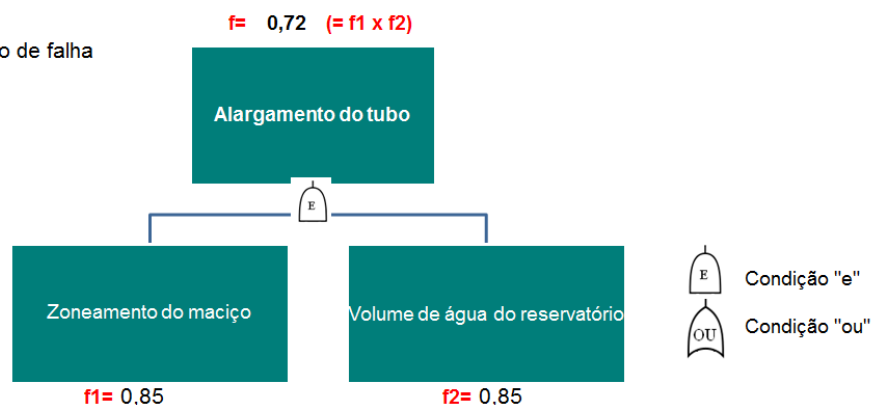 f= 0,72 (= f1 x f2)
o de falha
Alargamento do tubo
E
Zoneamento do maciço
Volume de água do reservatório
E Condição "e"
OU Condição "ou"
f1= 0,85
f2= 0,85